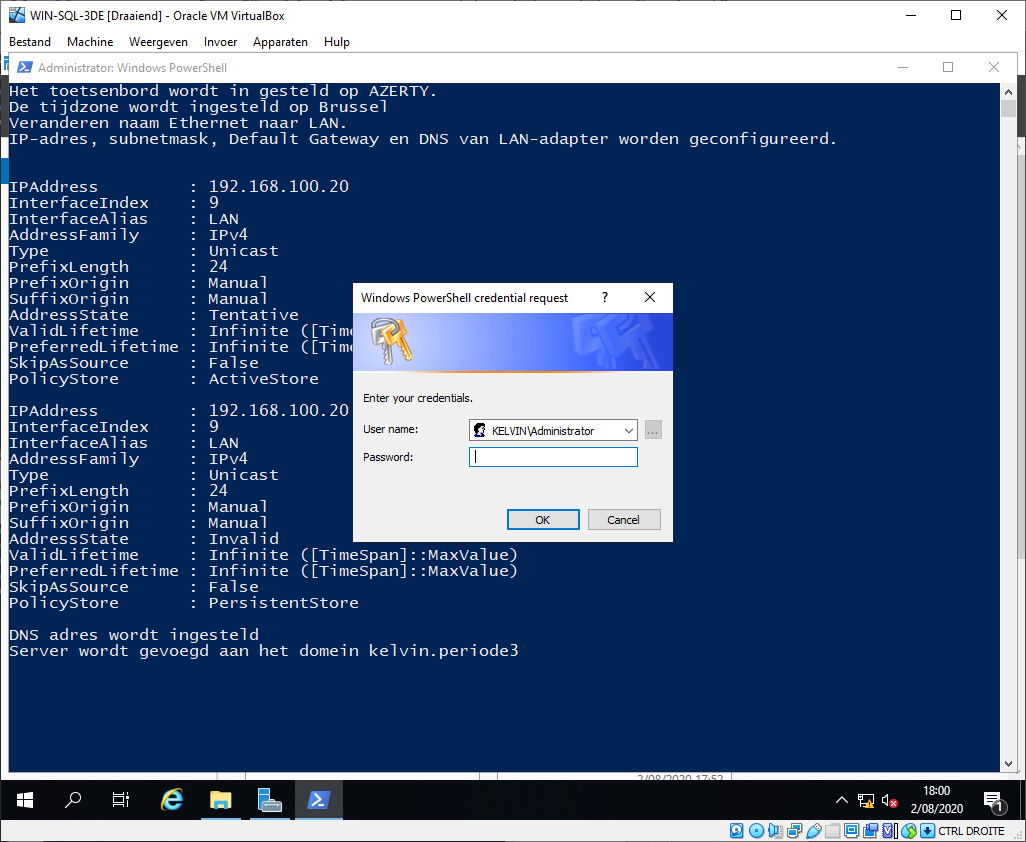 WIN-SQL-3DE [Draaiend] - Oracle VM VirtualBox
Bestand Machine Weergeven Invoer Apparaten Hulp
Administrator: Windows PowerShell
Het toetsenbord wordt in gesteld op AZERTY.
De tijdzone wordt ingesteld op Brussel
Veranderen naam Ethernet naar LAN.
IP-adres, subnetmask, Default Gateway en DNS van LAN-adapter worden geconfigureerd.
IPAddress : 192.168.100.20
InterfaceIndex : 9
InterfaceAlias : LAN
AddressFamily : IPv4
Type : Unicast
PrefixLength : 24
PrefixOrigin : Manual
SuffixOrigin : Manual
AddressState : Tentative
ValidLifetime : Infinite ([Time
PreferredLifetime : Infinite ([Time
SkipAsSource : False
PolicyStore : ActiveStore
IPAddress : 192.168.100.20
InterfaceIndex : 9
InterfaceAlias : LAN
AddressFamily : IPv4
Type : Unicast
PrefixLength : 24
PrefixOrigin : Manual
SuffixOrigin : Manual
AddressState : Invalid
ValidLifetime : Infinite ([TimeSpan]::MaxValue)
PreferredLifetime : Infinite ([TimeSpan]::MaxValue)
SkipAsSource : False
PolicyStore : PersistentStore
DNS adres wordt ingesteld
Server wordt gevoegd aan het domein kelvin.periode3
Windows PowerShell credential request ?
Enter your credentials.
User name: KELVIN\Administrator ...
Password:
OK Cancel
2/08/2020 17:52
18:00
2/08/2020
1
CTRL DROITE